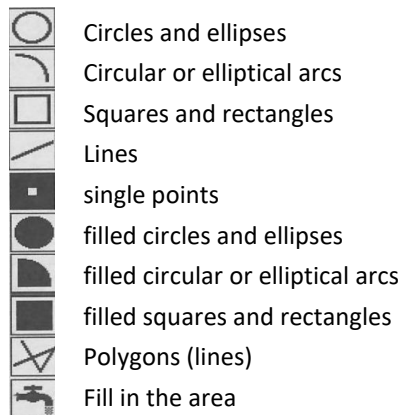 Circles and ellipses
Circular or elliptical arcs
Squares and rectangles
Lines
single points
filled circles and ellipses
filled circular or elliptical arcs
filled squares and rectangles
Polygons (lines)
Fill in the area